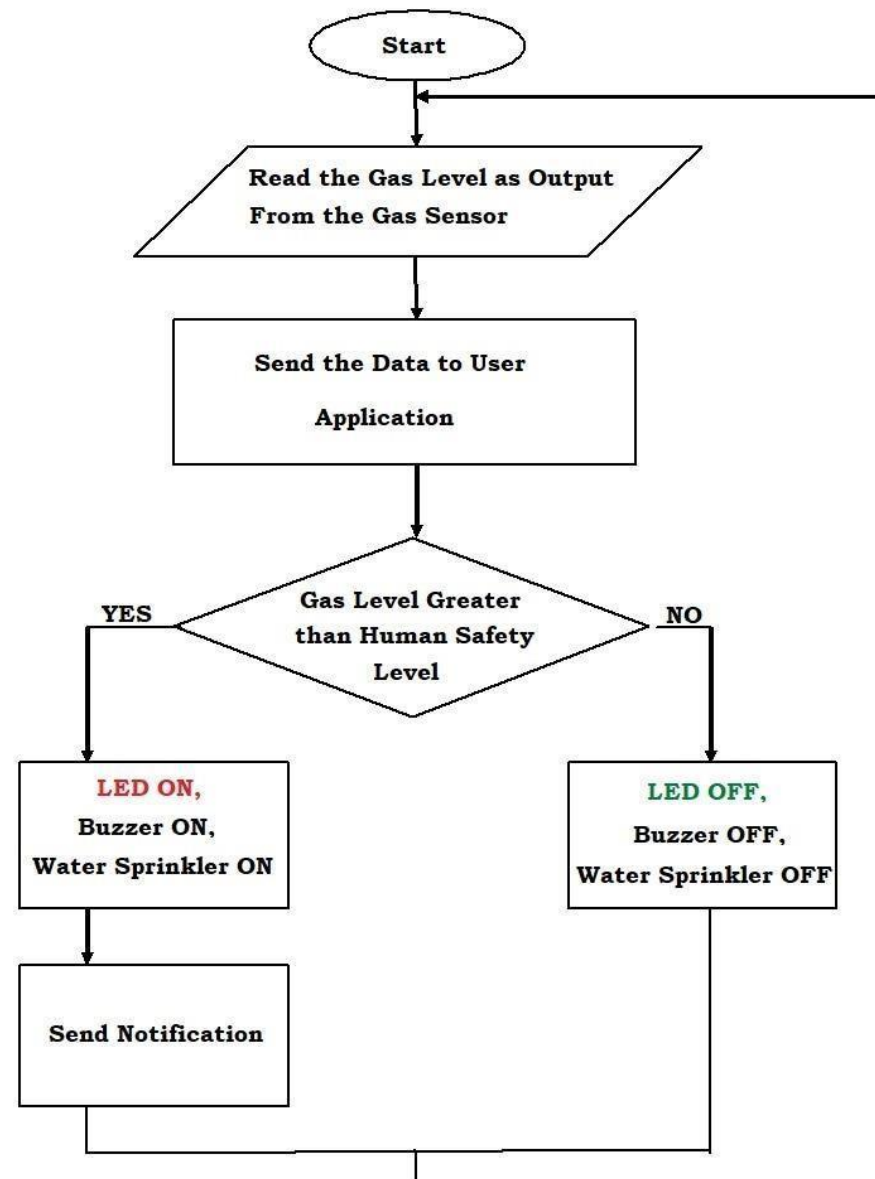 Start
Read the Gas Level as Output
From the Gas Sensor
Send the Data to User
Application
Gas Level Greater
than Human Safety
Level
YES
NO
LED ON,
Buzzer ON,
Water Sprinkler ON
LED OFF,
Buzzer OFF,
Water Sprinkler OFF
Send Notification